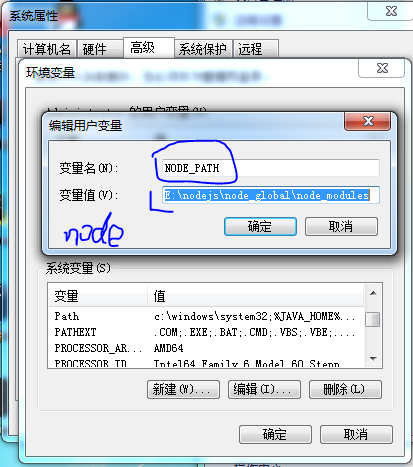 系统属性
计算机名 硬件 高级 系统保护 远程
环境变量
的用户变量(U)
编辑用户变量
变量名(N): NODE_PATH
变量值(V): E:\nodejs\node_global\node_modules
node
确定 取消
系统变量(S)
变量 值
Path c:\windows\system32;%JAVA_HOME%...
PATHEXT .COM;.EXE;.BAT;.CMD;.VBS;.VBE;....
PROCESSOR_AR... AMD64
PROCESSOR_ID Intel64 Family 6 Model 60 Stepp
新建(W)... 编辑(I)... 删除(L)
确定 取消